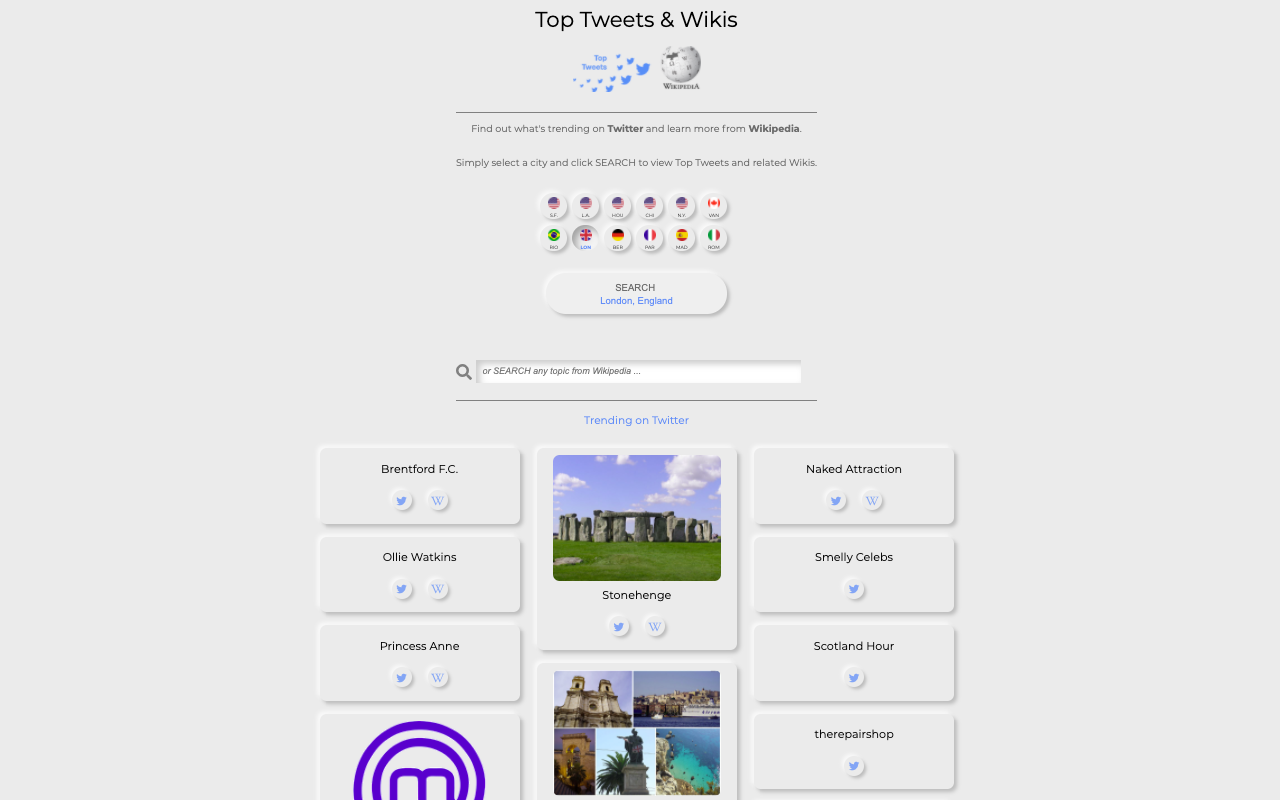 Top Tweets & Wikis
Top
Tweets
WIKIPEDIA
Find out what's trending on Twitter and learn more from Wikipedia.
Simply select a city and click SEARCH to view Top Tweets and related Wikis.
S.F. L.A. HOU CHI N.Y. VAN
RIO LON BER PAR MAD ROM
SEARCH
London, England
or SEARCH any topic from Wikipedia ...
Trending on Twitter
Brentford F.C.
W
Ollie Watkins
W
Princess Anne
W
m
Stonehenge
W
Naked Attraction
W
Smelly Celebs
Scotland Hour
therepairshop